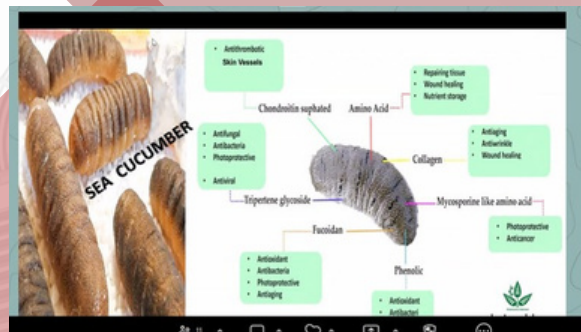 SEA CUCUMBER
Antithrombotic
Skin Vessels
Chondroitin suphated
Amino Acid
Repairing tissue
Wound healing
Nutrient storage
Antifungal
Antibacteria
Photoprotective
Antiviral
Tripertene glycoside
Collagen
Antiaging
Antiwrinkle
Wound healing
Mycosporine like amino acid
Photoprotective
Anticancer
Fucoidan
Antioxidant
Antibacteria
Photoprotective
Antiaging
Phenolic
Antioxidant
Antibacteri